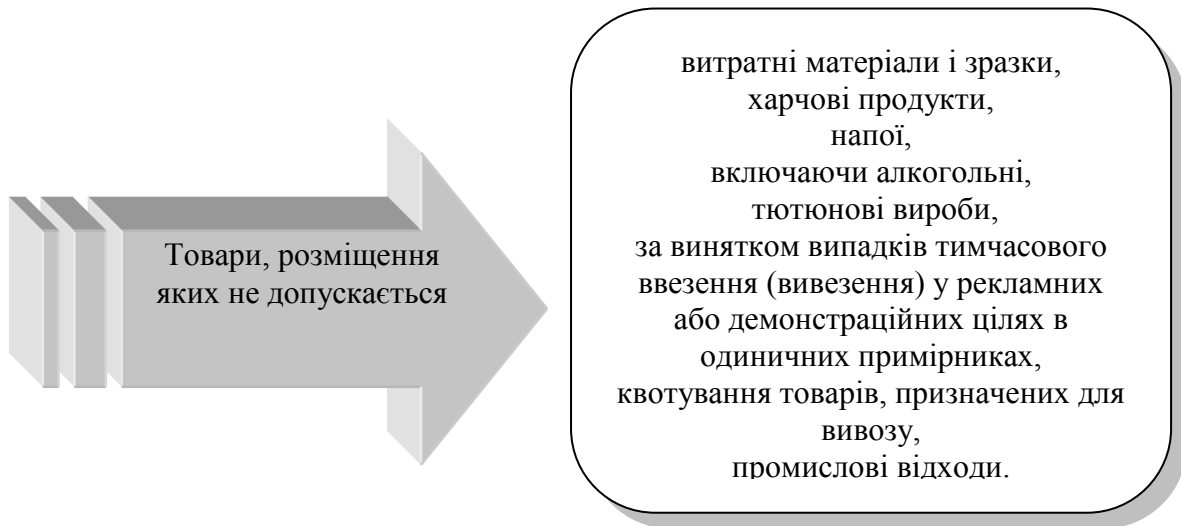 Товари, розміщення
яких не допускається
витратні матеріали і зразки,
харчові продукти,
напої,
включаючи алкогольні,
тютюнові вироби,
за винятком випадків тимчасового
ввезення (вивезення) у рекламних
або демонстраційних цілях в
одиничних примірниках,
квотування товарів, призначених для
вивозу,
промислові відходи.